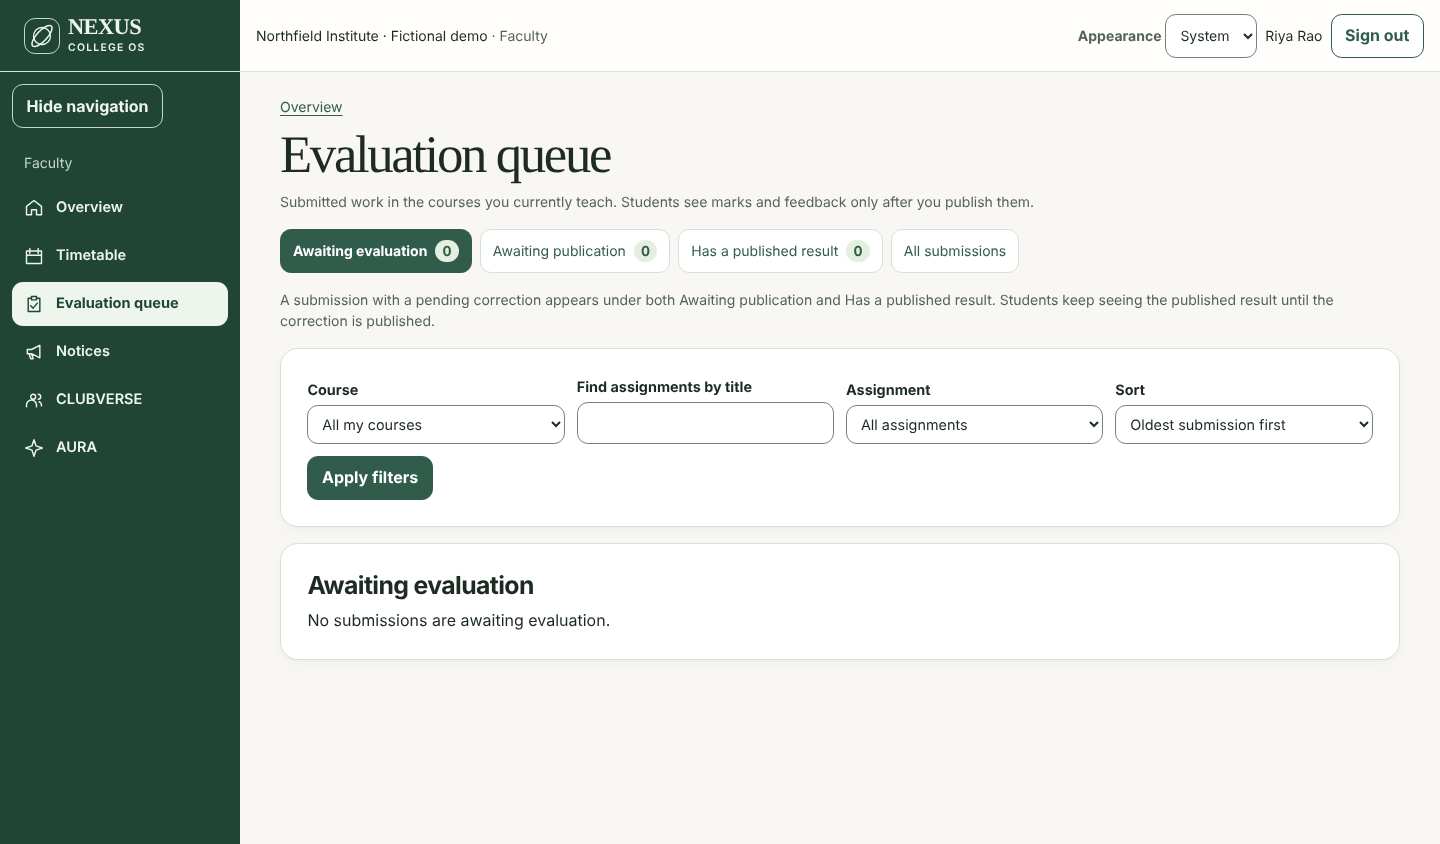 NEXUS
COLLEGE OS
Northfield Institute · Fictional demo · Faculty
Appearance
System
Riya Rao
Sign out
Hide navigation
Faculty
Overview
Timetable
Evaluation queue
Notices
CLUBVERSE
AURA
Overview
Evaluation queue
Submitted work in the courses you currently teach. Students see marks and feedback only after you publish them.
Awaiting evaluation 0
Awaiting publication 0
Has a published result 0
All submissions
A submission with a pending correction appears under both Awaiting publication and Has a published result. Students keep seeing the published result until the
correction is published.
Course
All my courses
Find assignments by title
Assignment
All assignments
Sort
Oldest submission first
Apply filters
Awaiting evaluation
No submissions are awaiting evaluation.